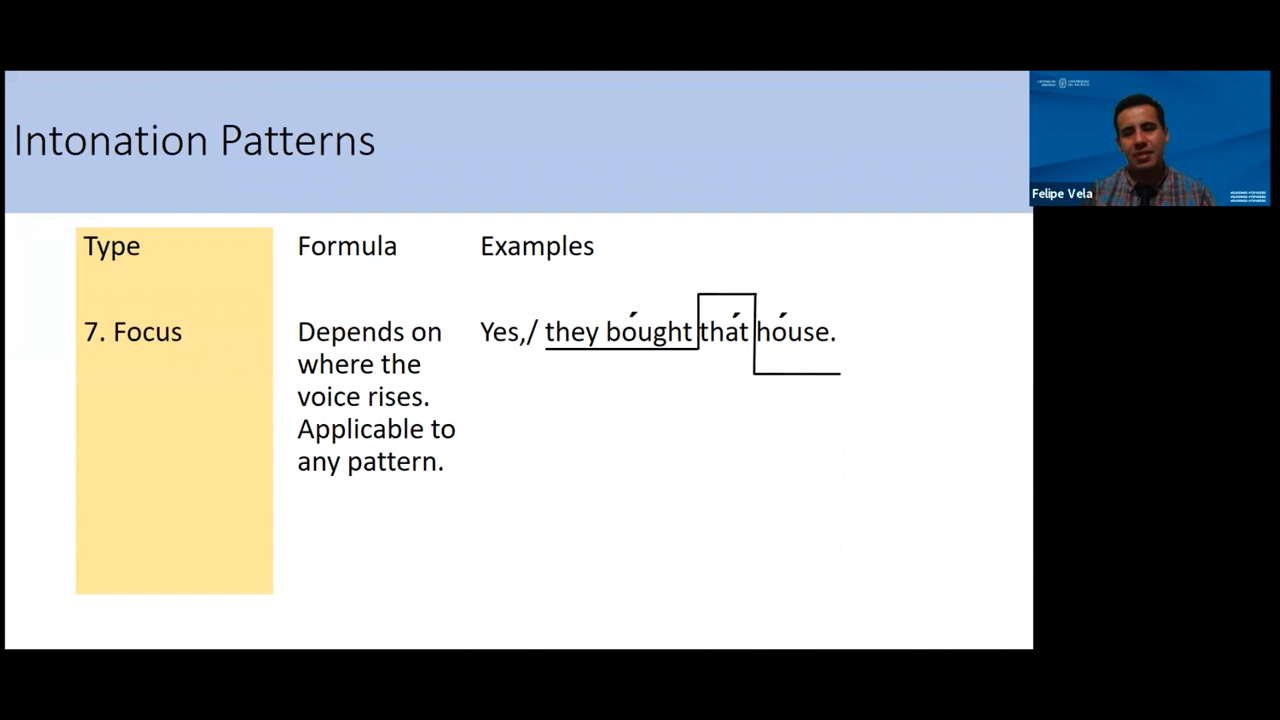 Intonation Patterns
Felipe Vela
Type Formula Examples
7. Focus Depends on Yes,/ they bóught thát hóuse.
where the
voice rises.
Applicable to
any pattern.